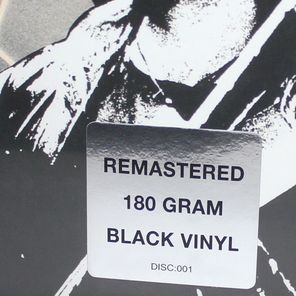 REMASTERED
180 GRAM
BLACK VINYL
DISC:001